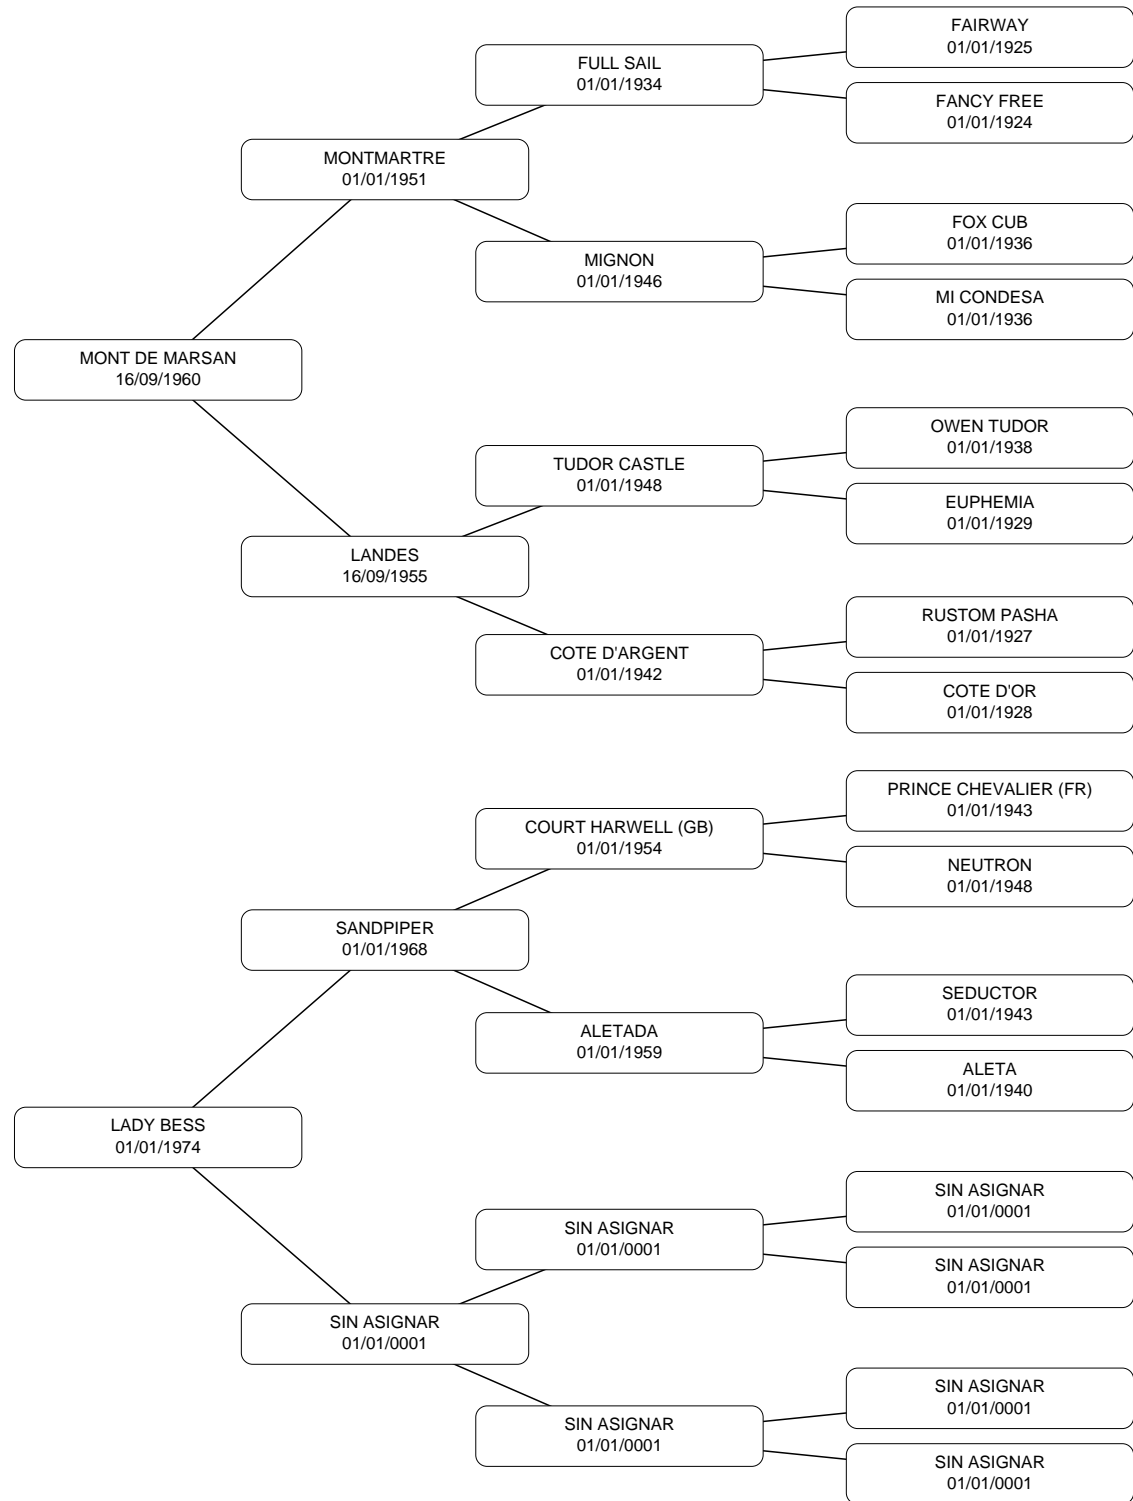 FAIRWAY
01/01/1925
FULL SAIL
01/01/1934
FANCY FREE
01/01/1924
MONTMARTRE
01/01/1951
FOX CUB
01/01/1936
MIGNON
01/01/1946
MI CONDESA
01/01/1936
MONT DE MARSAN
16/09/1960
OWEN TUDOR
01/01/1938
TUDOR CASTLE
01/01/1948
EUPHEMIA
01/01/1929
LANDES
16/09/1955
RUSTOM PASHA
01/01/1927
COTE D'ARGENT
01/01/1942
COTE D'OR
01/01/1928
PRINCE CHEVALIER (FR)
01/01/1943
COURT HARWELL (GB)
01/01/1954
NEUTRON
01/01/1948
SANDPIPER
01/01/1968
SEDUCTOR
01/01/1943
ALETADA
01/01/1959
ALETA
01/01/1940
LADY BESS
01/01/1974
SIN ASIGNAR
01/01/0001
SIN ASIGNAR
01/01/0001
SIN ASIGNAR
01/01/0001
SIN ASIGNAR
01/01/0001
SIN ASIGNAR
01/01/0001
SIN ASIGNAR
01/01/0001
SIN ASIGNAR
01/01/0001